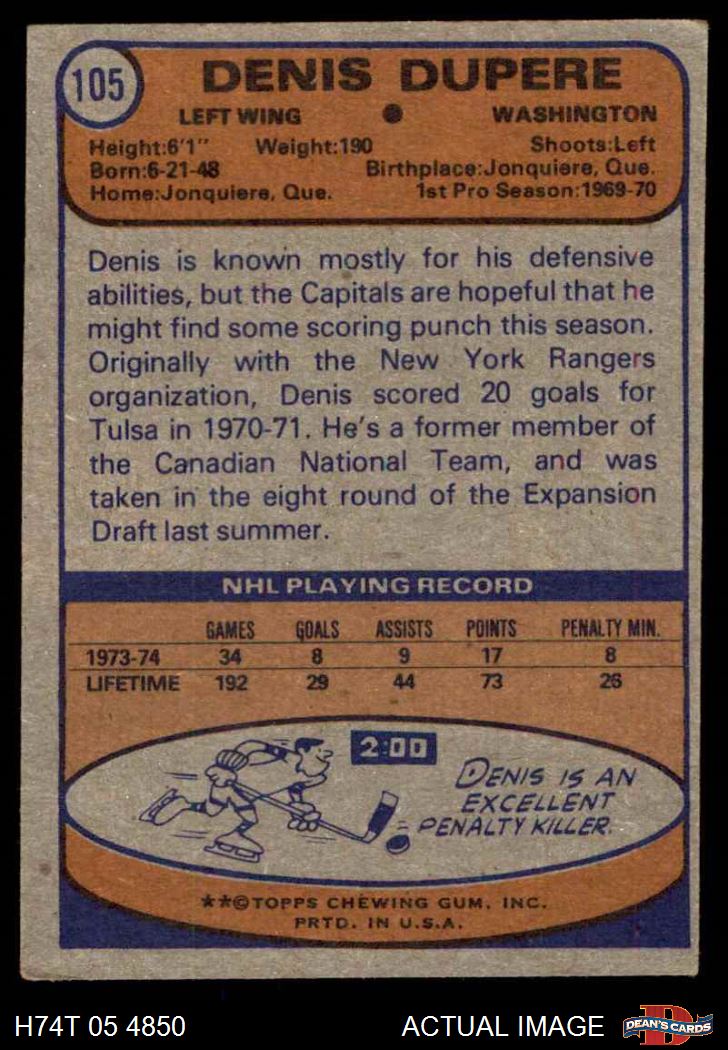 105
DENIS DUPERE
LEFT WING ● WASHINGTON
Height:6'1" Weight:190 Shoots:Left
Born:6-21-48 Birthplace:Jonquiere, Que.
Home:Jonquiere, Que. 1st Pro Season:1969-70
Denis is known mostly for his defensive
abilities, but the Capitals are hopeful that he
might find some scoring punch this season.
Originally with the New York Rangers
organization, Denis scored 20 goals for
Tulsa in 1970-71. He's a former member of
the Canadian National Team, and was
taken in the eight round of the Expansion
Draft last summer.
NHL PLAYING RECORD
GAMES GOALS ASSISTS POINTS PENALTY MIN.
1973-74 34 8 9 17 8
LIFETIME 192 29 44 73 26
2:00
DENIS IS AN
EXCELLENT
PENALTY KILLER.
**©TOPPS CHEWING GUM, INC.
PRTD. IN U.S.A.
H74T 05 4850 ACTUAL IMAGE
D
DEAN'S CARDS